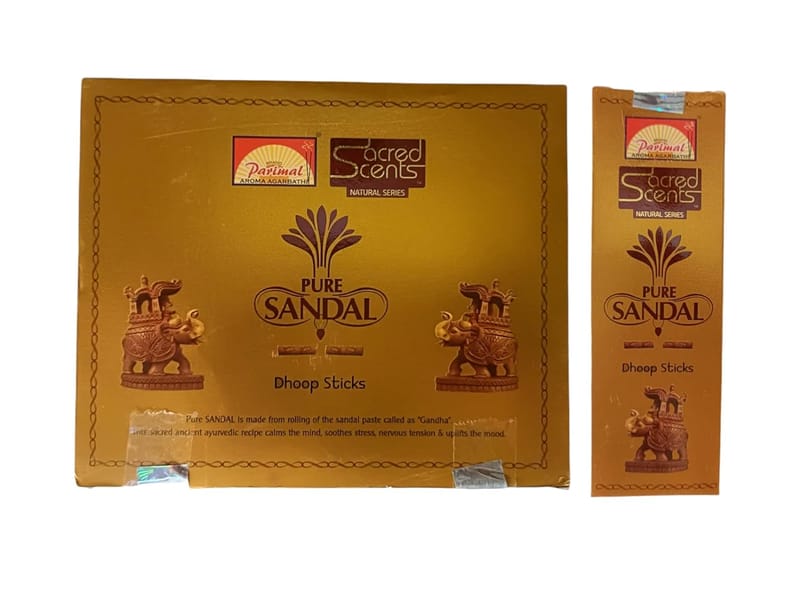 Parimal
AROMA AGARBATHI
Sacred
Scents
NATURAL SERIES
PURE
SANDAL
Dhoop Sticks
Pure SANDAL is made from rolling of the sandal paste called as "Gandha".
This sacred ancient ayurvedic recipe calms the mind, soothes stress, nervous tension & uplifts the mood.
Parimal
AROMA AGARBATHI
Sacred
Scents
NATURAL SERIES
PURE
SANDAL
Dhoop Sticks